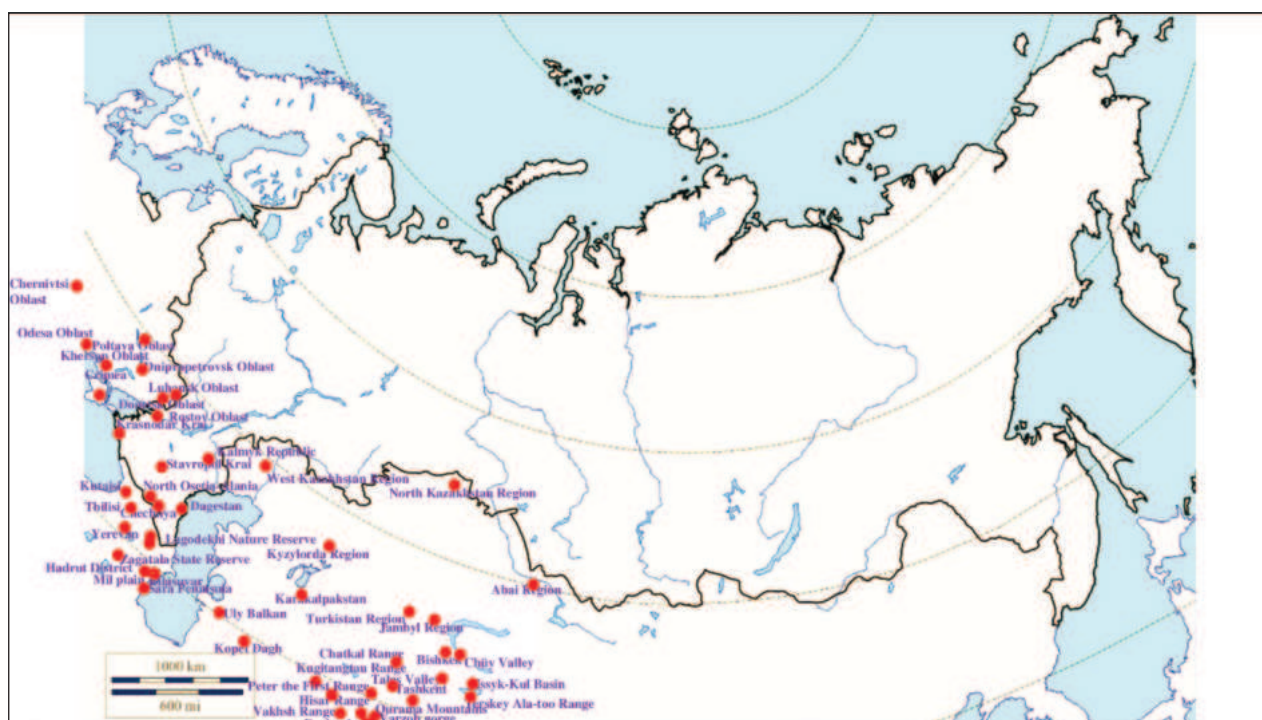 Chernivtsi
Oblast
Odesa Oblast
Poltava Oblast
Kherson Oblast
Dnipropetrovsk Oblast
Crimea
Luhansk Oblast
Donetsk Oblast
Rostov Oblast
Krasnodar Krai
Kalmyk Republic
Stavropol Krai
West Kazakhstan Region
North Kazakhstan Region
Kutaisi
North Osetia-Alania
Tbilisi
Chechnya
Dagestan
Yerevan
Lagodekhi Nature Reserve
Kyzylorda Region
Zagatala State Reserve
Hadrut District
Mil plain
Sara Peninsula
Abai Region
Karakalpakstan
Uly Balkan
Turkistan Region
Jambyl Region
Kopet Dagh
Chatkal Range
Bishkek
Chüy Valley
1000 km
Kugitangtau Range
Talas Valley
Issyk-Kul Basin
Peter the First Range
Tashkent
Hisar Range
Terskey Ala-too Range
600 mi
Vakhsh Range
Qurama Mountains
Varzob gorge